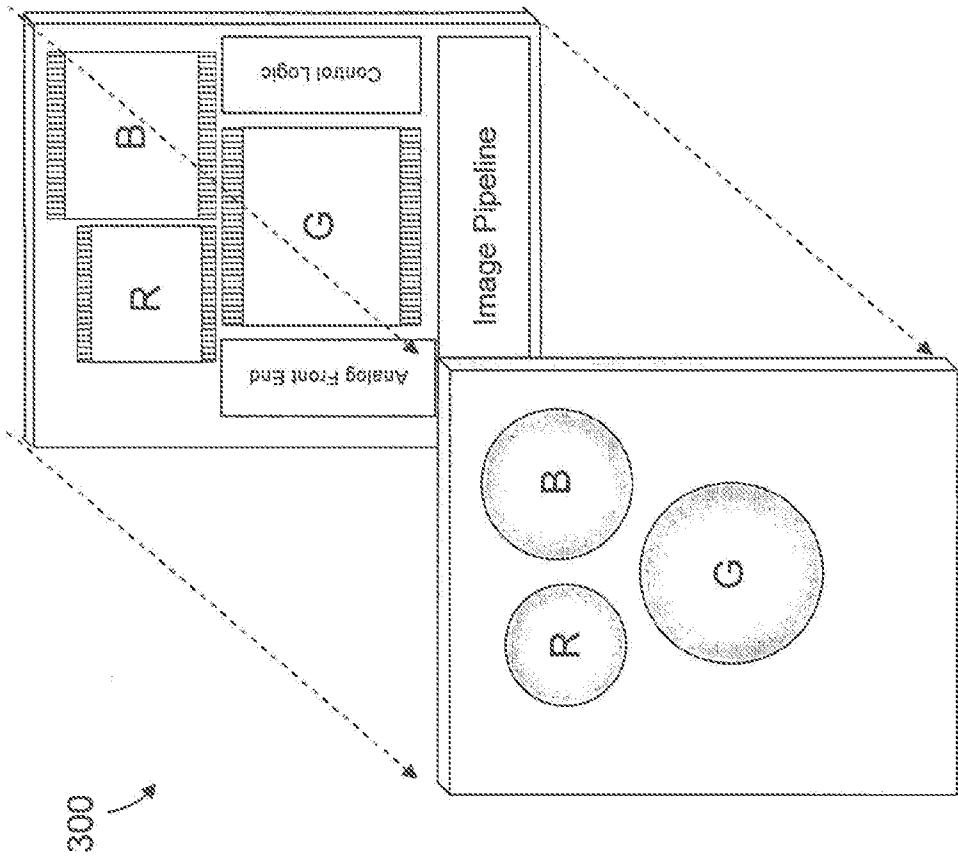 300
R
B
G
Analog Front End
Control Logic
Image Pipeline
R
B
G